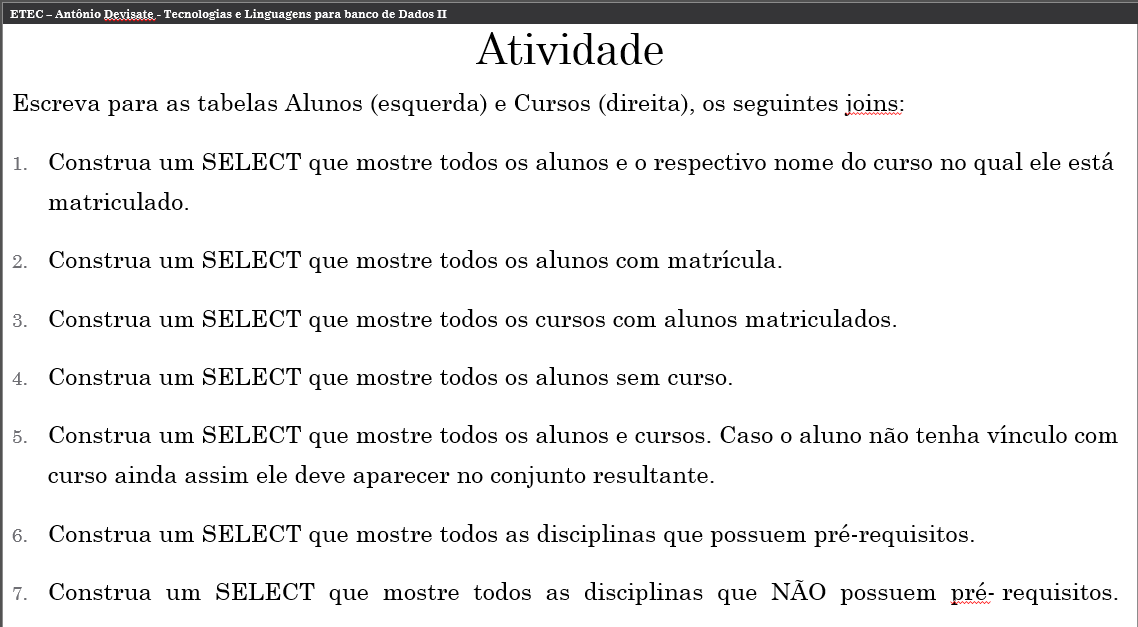 ETEC – Antônio Devisate - Tecnologias e Linguagens para banco de Dados II
Atividade
Escreva para as tabelas Alunos (esquerda) e Cursos (direita), os seguintes joins:
1. Construa um SELECT que mostre todos os alunos e o respectivo nome do curso no qual ele está
matriculado.
2. Construa um SELECT que mostre todos os alunos com matrícula.
3. Construa um SELECT que mostre todos os cursos com alunos matriculados.
4. Construa um SELECT que mostre todos os alunos sem curso.
5. Construa um SELECT que mostre todos os alunos e cursos. Caso o aluno não tenha vínculo com
curso ainda assim ele deve aparecer no conjunto resultante.
6. Construa um SELECT que mostre todos as disciplinas que possuem pré-requisitos.
7. Construa um SELECT que mostre todos as disciplinas que NÃO possuem pré- requisitos.